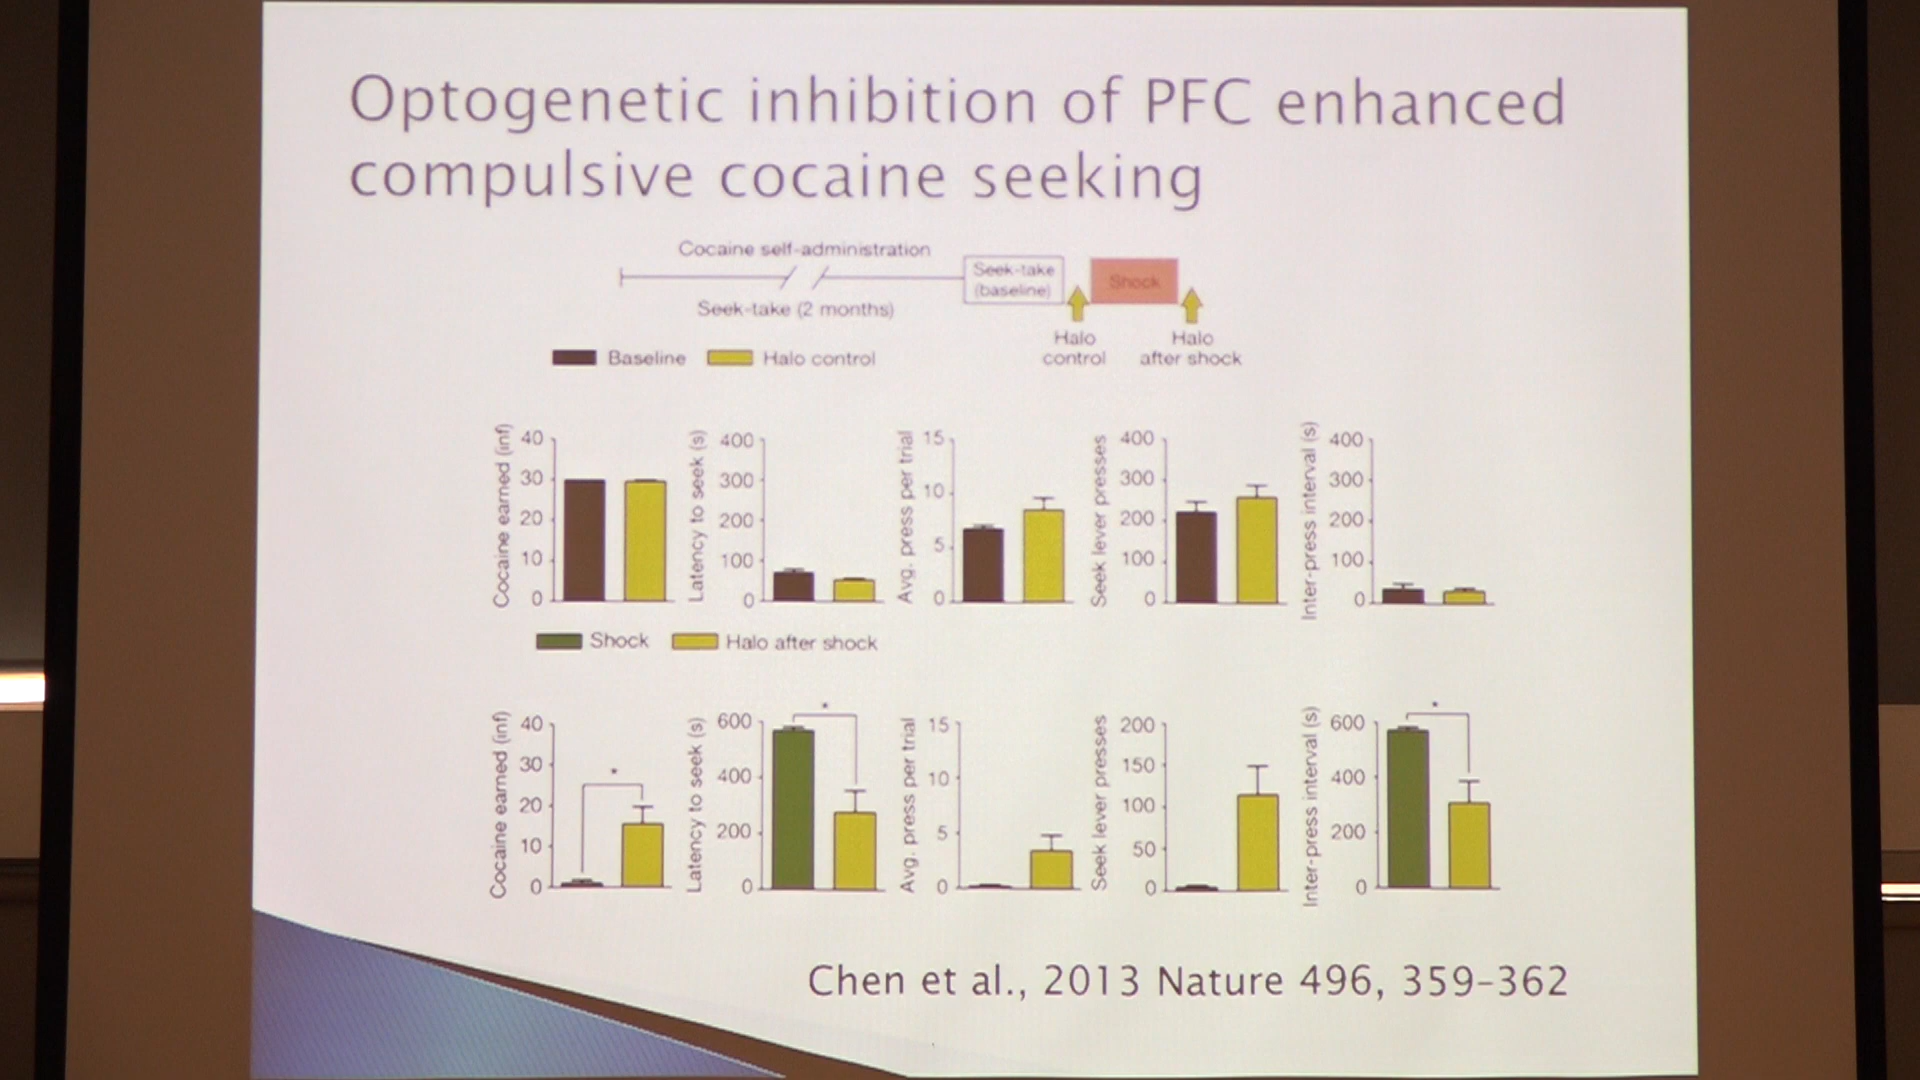 Optogenetic inhibition of PFC enhanced
compulsive cocaine seeking
Cocaine self-administration
Seek-take (2 months)
Seek-take
(baseline)
Shock
Halo
control
Halo
after shock
Baseline
Halo control
Cocaine earned (inf)
40
30
20
10
0
Latency to seek (s)
400
300
200
100
0
Avg. press per trial
15
10
5
0
Seek lever presses
400
300
200
100
0
Inter-press interval (s)
400
300
200
100
0
Shock
Halo after shock
Cocaine earned (inf)
40
30
20
10
0
*
Latency to seek (s)
600
400
200
0
*
Avg. press per trial
15
10
5
0
Seek lever presses
200
150
100
50
0
Inter-press interval (s)
600
400
200
0
*
Chen et al., 2013 Nature 496, 359-362